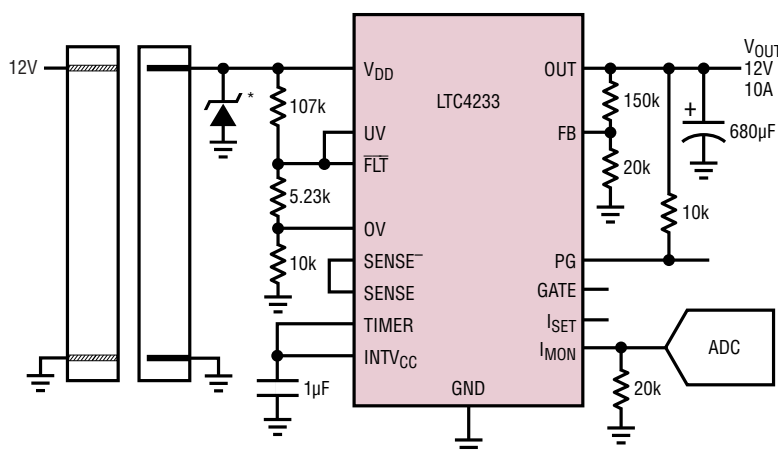 12V
*
107k
5.23k
10k
1µF
V_DD
UV
F̅L̅T̅
OV
SENSE⁻
SENSE
TIMER
INTV_CC
LTC4233
GND
OUT
FB
PG
GATE
I_SET
I_MON
150k
20k
V_OUT
12V
10A
+
680µF
10k
ADC
20k